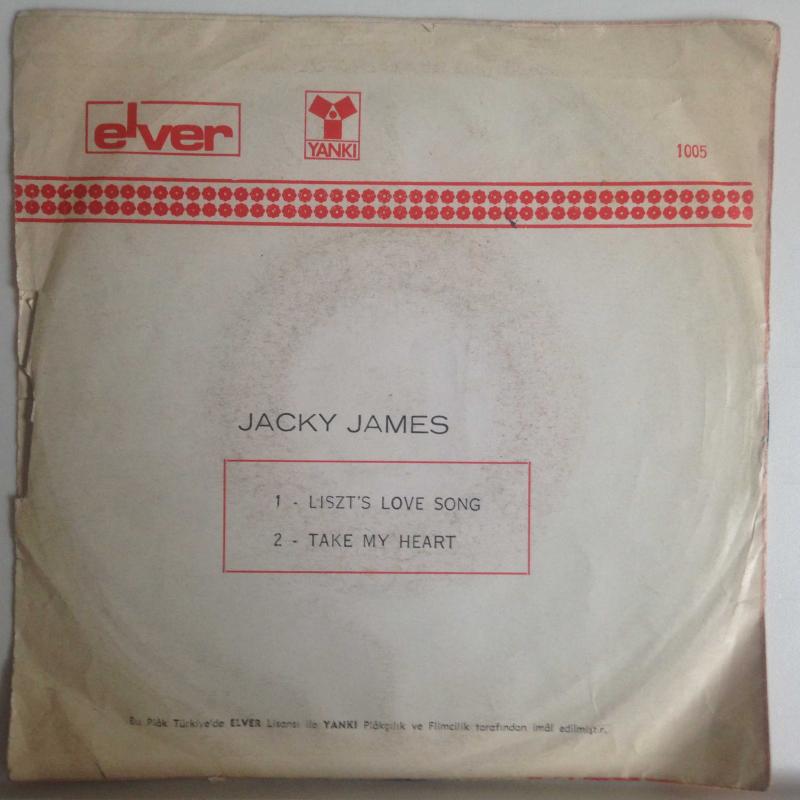 elver
YANKI
1005
JACKY JAMES
1 - LISZT'S LOVE SONG
2 - TAKE MY HEART
Bu Plâk Türkiye'de ELVER Lisansı ile YANKI Plâkçılık ve Filmcilik tarafından imâl edilmiştir.